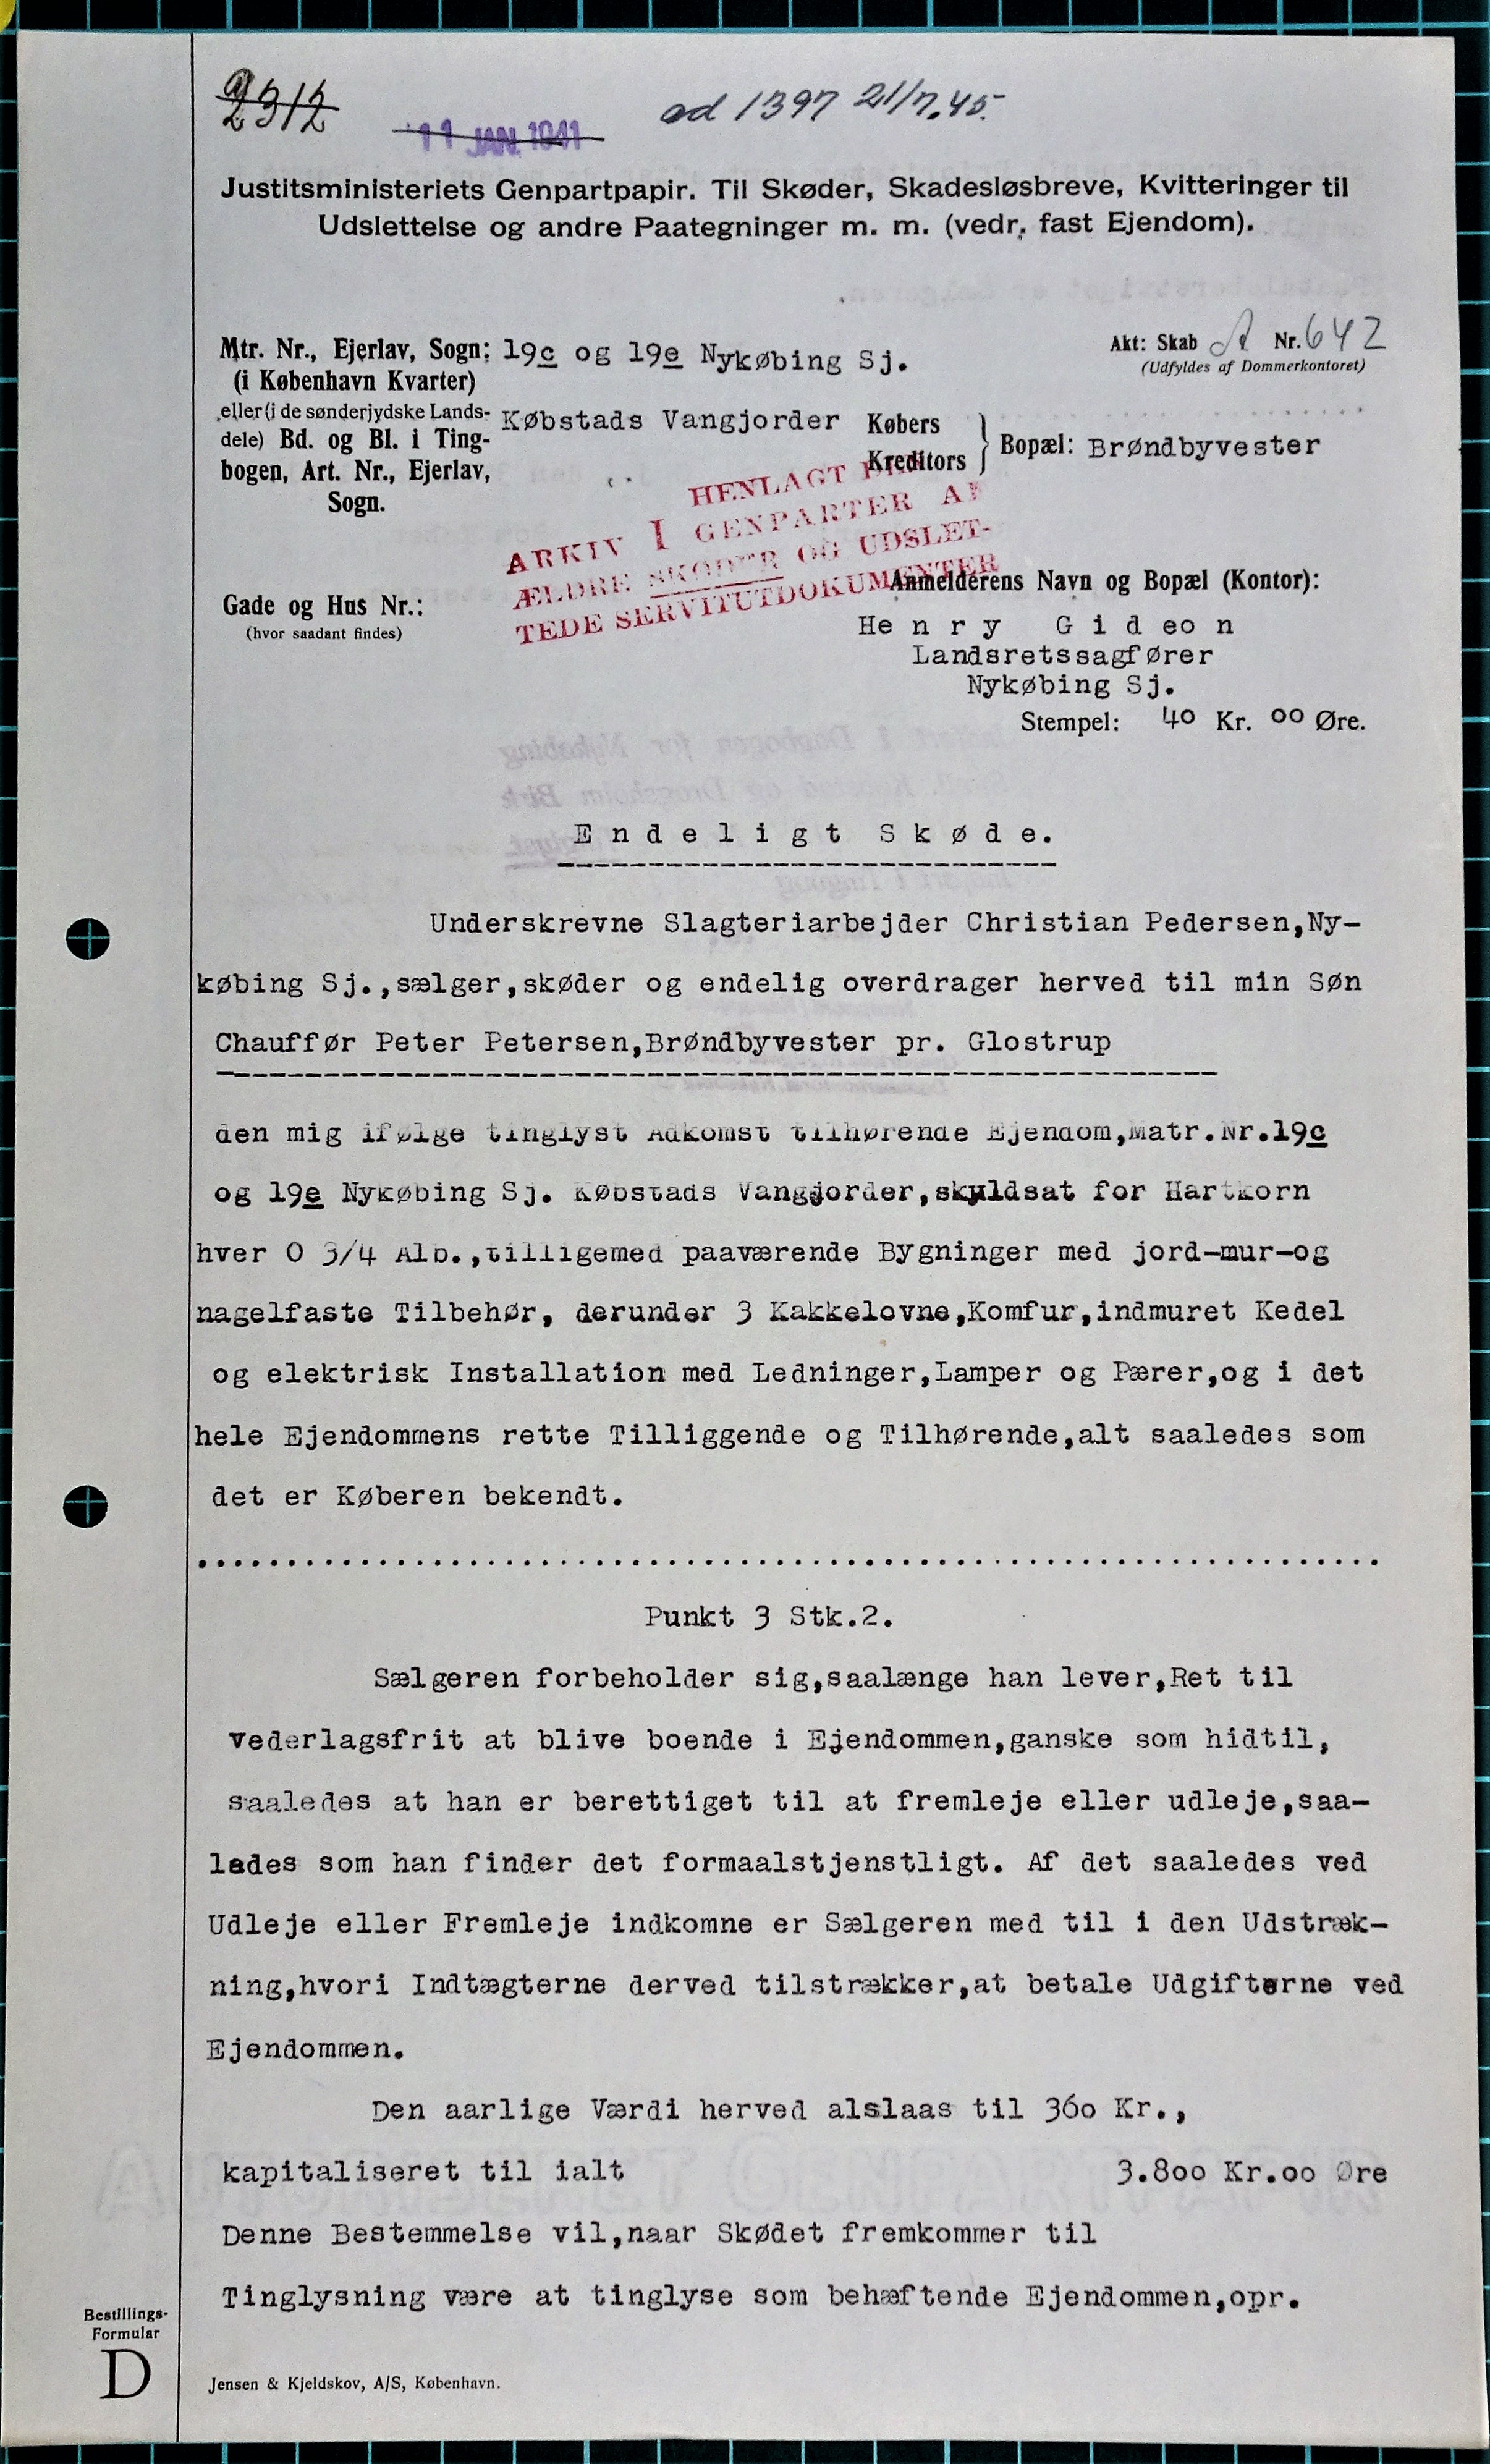 2312
11 JAN. 1941
ad 1397 21/7.45.
Justitsministeriets Genpartpapir. Til Skøder, Skadesløsbreve, Kvitteringer til
Udslettelse og andre Paategninger m. m. (vedr. fast Ejendom).
Mtr. Nr., Ejerlav, Sogn: 19c og 19e Nykøbing Sj.
Akt: Skab A Nr. 642
(i København Kvarter)
(Udfyldes af Dommerkontoret)
eller (i de sønderjydske Lands-
dele) Bd. og Bl. i Ting-
bogen, Art. Nr., Ejerlav,
Sogn.
Købstads Vangjorder
Købers
Kreditors } Bopæl: Brøndbyvester
HENLAGT
ARKIV I GENPARTER AF
ÆLDRE SKØDER OG UDSLET-
TEDE SERVITUTDOKUMENTER
Gade og Hus Nr.:
(hvor saadant findes)
Anmelderens Navn og Bopæl (Kontor):
He n r y G i d eo n
Landsretssagfører
Nykøbing Sj.
Stempel: 40 Kr. 00 Øre.
E n d e l i g t S k ø d e.
Underskrevne Slagteriarbejder Christian Pedersen,Ny-
købing Sj.,sælger,skøder og endelig overdrager herved til min Søn
Chauffør Peter Petersen,Brøndbyvester pr. Glostrup
den mig ifølge tinglyst Adkomst tilhørende Ejendom,Matr.Nr.19c
og 19e Nykøbing Sj. Købstads Vangjorder,skyldsat for Hartkorn
hver 0 3/4 Alb.,tilligemed paaværende Bygninger med jord-mur-og
nagelfaste Tilbehør, derunder 3 Kakkelovne,Komfur,indmuret Kedel
og elektrisk Installation med Ledninger,Lamper og Pærer,og i det
hele Ejendommens rette Tilliggende og Tilhørende,alt saaledes som
det er Køberen bekendt.
..................................................................
Punkt 3 Stk.2.
Sælgeren forbeholder sig,saalænge han lever,Ret til
vederlagsfrit at blive boende i Ejendommen,ganske som hidtil,
saaledes at han er berettiget til at fremleje eller udleje,saa-
ledes som han finder det formaalstjenstligt. Af det saaledes ved
Udleje eller Fremleje indkomne er Sælgeren med til i den Udstræk-
ning,hvori Indtægterne derved tilstrækker,at betale Udgifterne ved
Ejendommen.
Den aarlige Værdi herved alslaas til 360 Kr.,
kapitaliseret til ialt 3.800 Kr.oo Øre
Denne Bestemmelse vil,naar Skødet fremkommer til
Tinglysning være at tinglyse som behæftende Ejendommen,opr.
Bestillings-
Formular
D
Jensen & Kjeldskov, A/S, København.